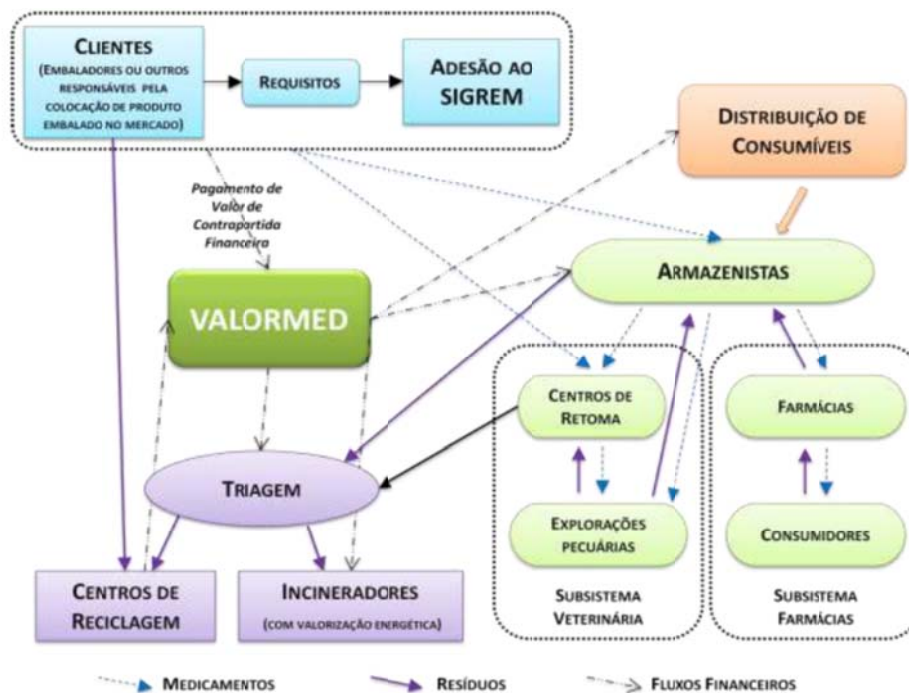 CLIENTES
(EMBALADORES OU OUTROS
RESPONSÁVEIS PELA
COLOCAÇÃO DE PRODUTO
EMBALADO NO MERCADO)
REQUISITOS
ADESÃO AO
SIGREM
DISTRIBUIÇÃO DE
CONSUMÍVEIS
Pagamento de
Valor de
Contrapartida
Financeira
ARMAZENISTAS
VALORMED
CENTROS DE
RETOMA
FARMÁCIAS
TRIAGEM
EXPLORAÇÕES
PECUÁRIAS
CONSUMIDORES
CENTROS DE
RECICLAGEM
INCINERADORES
(COM VALORIZAÇÃO ENERGÉTICA)
SUBSISTEMA
VETERINÁRIA
SUBSISTEMA
FARMÁCIAS
MEDICAMENTOS
RESÍDUOS
FLUXOS FINANCEIROS